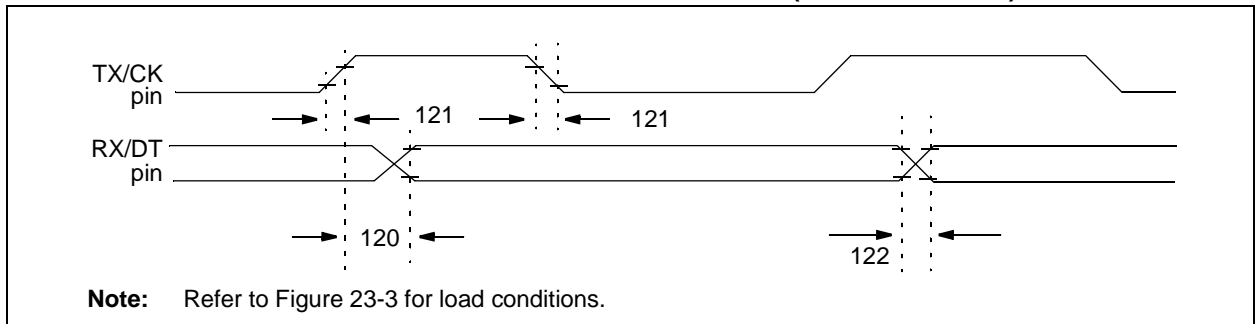 TX/CK
pin
121
121
RX/DT
pin
120
122
Note: Refer to Figure 23-3 for load conditions.